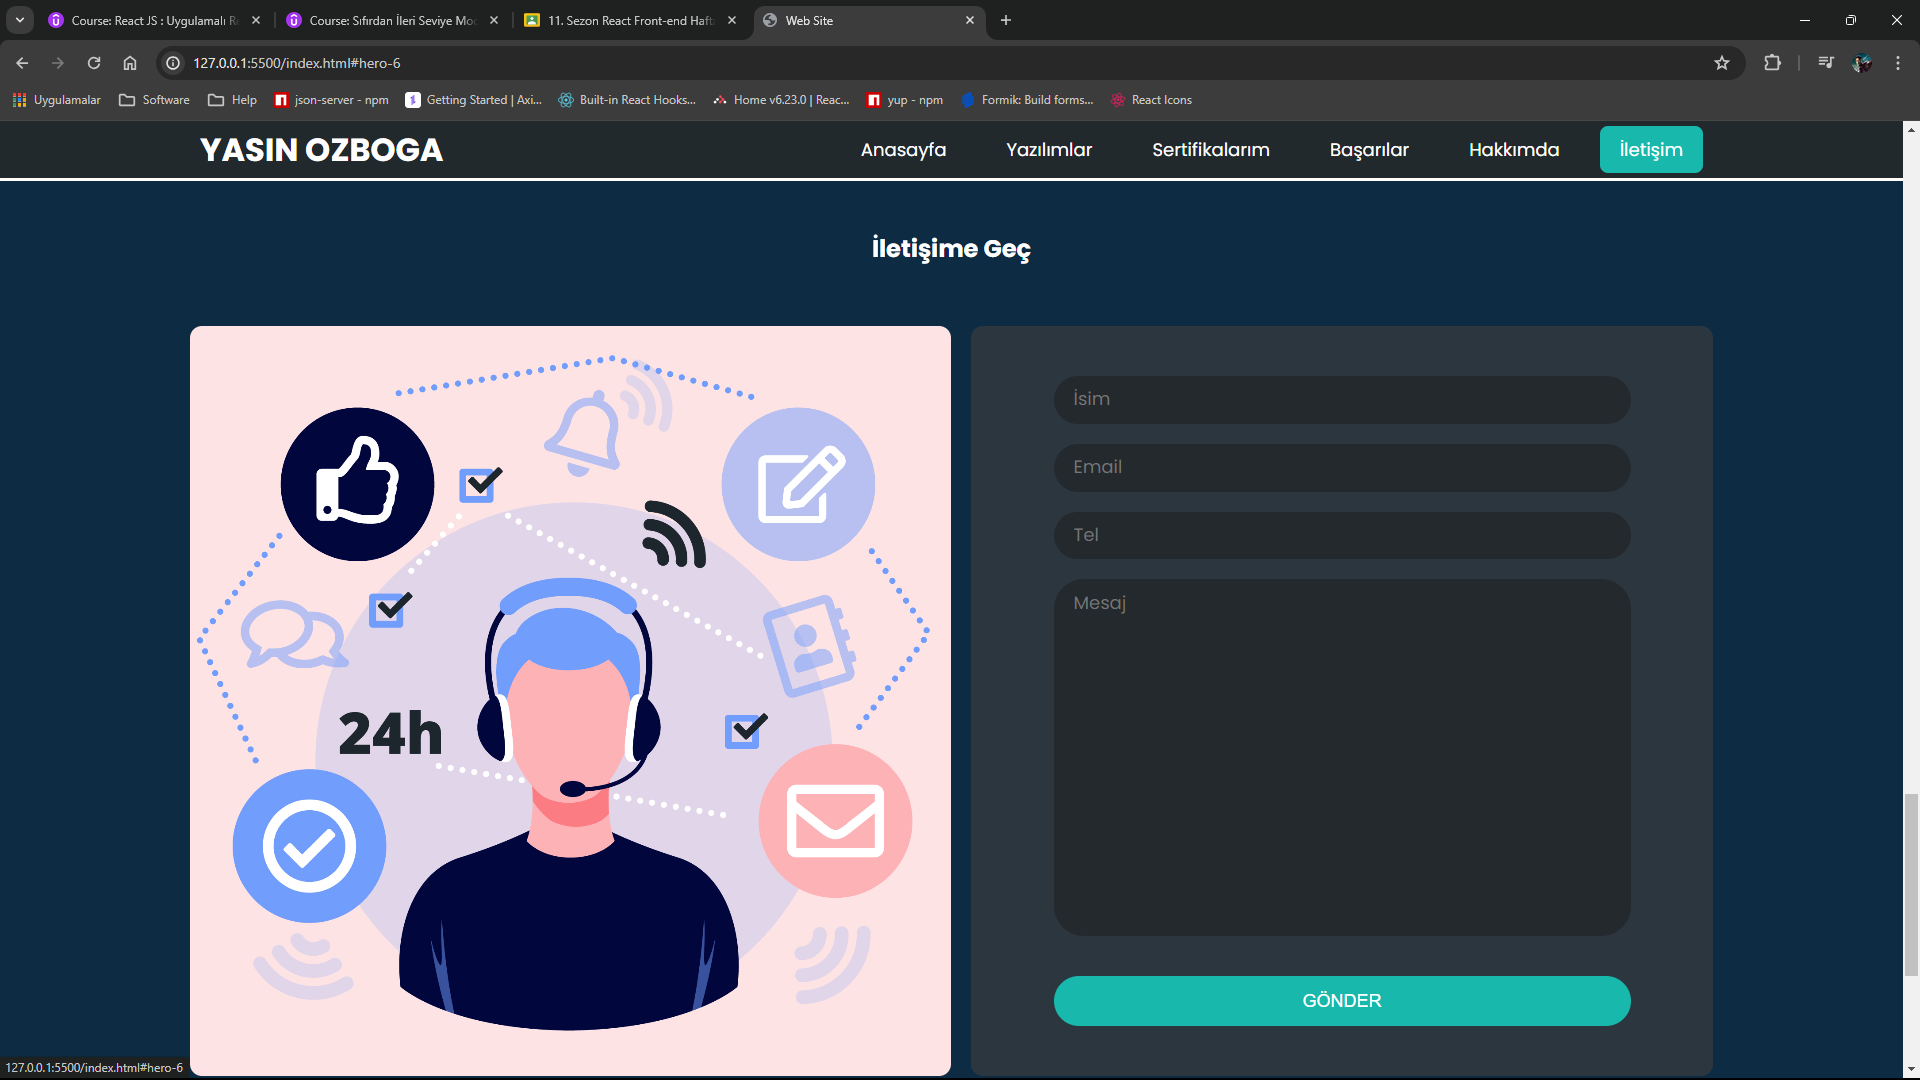 Course: React JS : Uygulamalı Re
Course: Sıfırdan İleri Seviye Mod
11. Sezon React Front-end Hafta
Web Site
127.0.0.1:5500/index.html#hero-6
Uygulamalar
Software
Help
json-server - npm
Getting Started | Axi...
Built-in React Hooks...
Home v6.23.0 | Reac...
yup - npm
Formik: Build forms...
React Icons
YASIN OZBOGA
Anasayfa
Yazılımlar
Sertifikalarım
Başarılar
Hakkımda
İletişim
İletişime Geç
24h
İsim
Email
Tel
Mesaj
GÖNDER
127.0.0.1:5500/index.html#hero-6